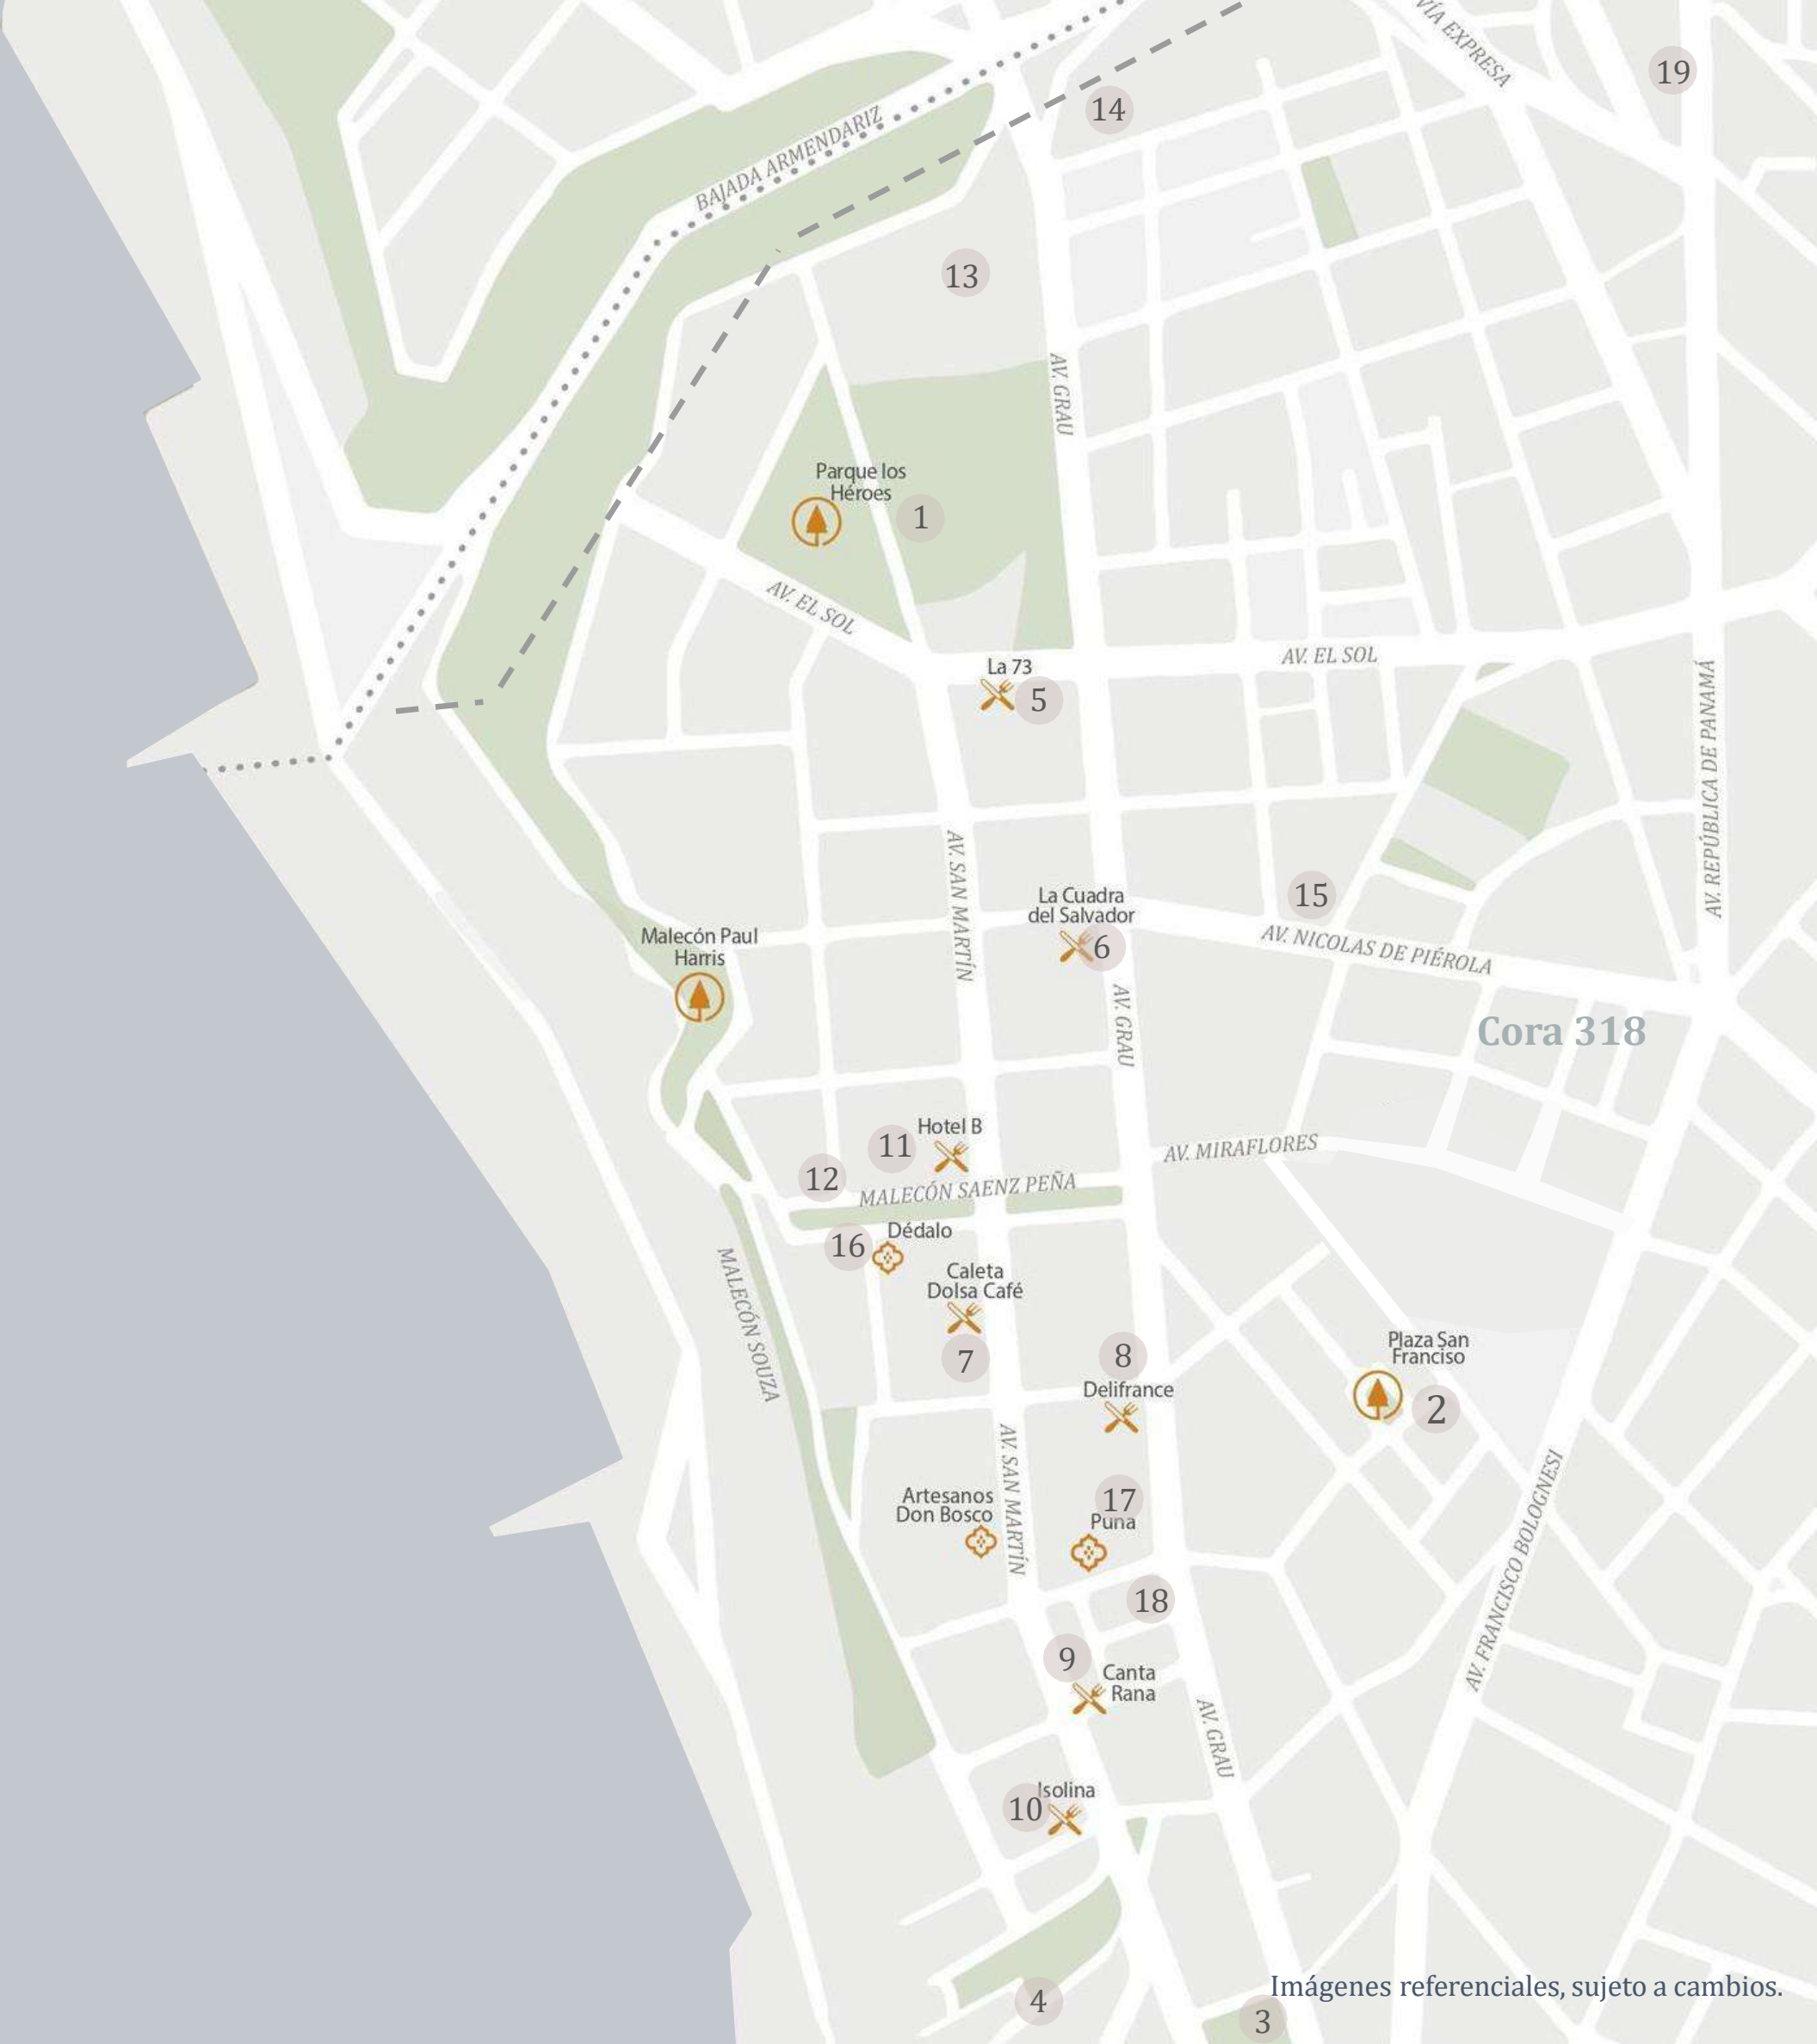 VÍA EXPRESA
19
14
BAJADA ARMENDARIZ
13
AV. GRAU
Parque los
Héroes
1
AV. EL SOL
AV. EL SOL
La 73
5
AV. REPÚBLICA DE PANAMÁ
AV. SAN MARTÍN
La Cuadra
del Salvador
6
15
AV. NICOLAS DE PIÉROLA
Malecón Paul
Harris
AV. GRAU
Cora 318
Hotel B
11
12
AV. MIRAFLORES
MALECÓN SAENZ PEÑA
Dédalo
16
Caleta
Dolsa Café
7
MALECÓN SOUZA
8
Delifrance
Plaza San
Franciso
2
AV. SAN MARTÍN
Artesanos
Don Bosco
17
Puna
AV. FRANCISCO BOLOGNESI
18
9
Canta
Rana
AV. GRAU
Isolina
10
Imágenes referenciales, sujeto a cambios.
4
3